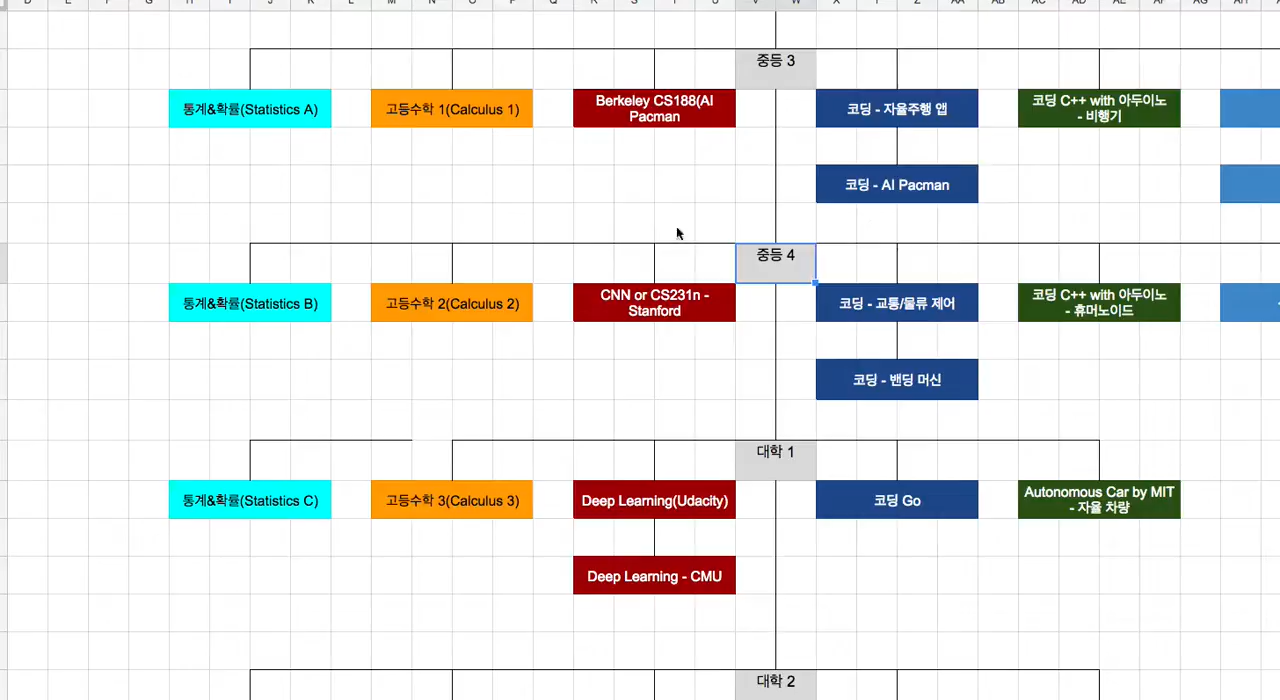 중등 3
통계&확률(Statistics A)
고등수학 1(Calculus 1)
Berkeley CS188(AI
Pacman
코딩 - 자율주행 앱
코딩 C++ with 아두이노
- 비행기
코딩 - AI Pacman
중등 4
통계&확률(Statistics B)
고등수학 2(Calculus 2)
CNN or CS231n -
Stanford
코딩 - 교통/물류 제어
코딩 C++ with 아두이노
- 휴머노이드
코딩 - 밴딩 머신
대학 1
통계&확률(Statistics C)
고등수학 3(Calculus 3)
Deep Learning(Udacity)
코딩 Go
Autonomous Car by MIT
- 자율 차량
Deep Learning - CMU
대학 2